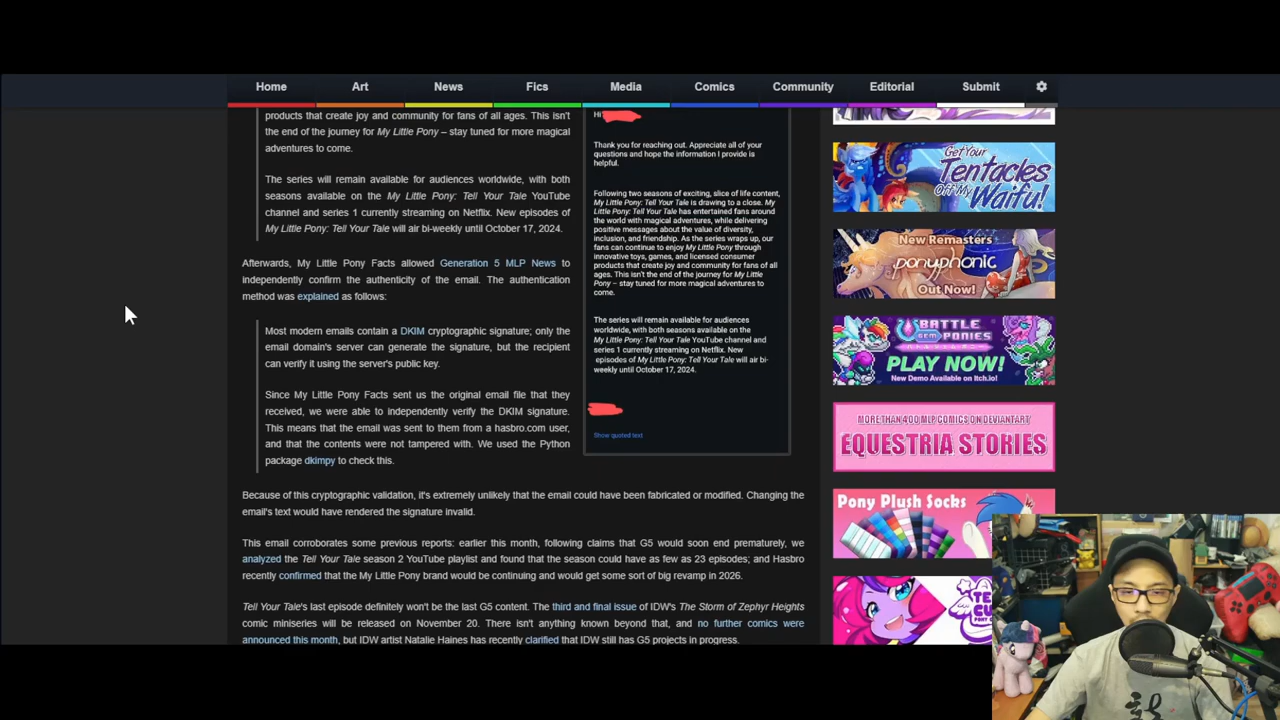 Home Art News Fics Media Comics Community Editorial Submit
products that create joy and community for fans of all ages. This isn't
the end of the journey for My Little Pony – stay tuned for more magical
adventures to come.
The series will remain available for audiences worldwide, with both
seasons available on the My Little Pony: Tell Your Tale YouTube
channel and series 1 currently streaming on Netflix. New episodes of
My Little Pony: Tell Your Tale will air bi-weekly until October 17, 2024.
Afterwards, My Little Pony Facts allowed Generation 5 MLP News to
independently confirm the authenticity of the email. The authentication
method was explained as follows:
Most modern emails contain a DKIM cryptographic signature; only the
email domain's server can generate the signature, but the recipient
can verify it using the server's public key.
Since My Little Pony Facts sent us the original email file that they
received, we were able to independently verify the DKIM signature.
This means that the email was sent to them from a hasbro.com user,
and that the contents were not tampered with. We used the Python
package dkimpy to check this.
Hi
Thank you for reaching out. Appreciate all of your
questions and hope the information I provide is
helpful.
Following two seasons of exciting, slice of life content,
My Little Pony: Tell Your Tale is drawing to a close. My
Little Pony: Tell Your Tale has entertained fans around
the world with magical adventures, while delivering
positive messages about the value of diversity,
inclusion, and friendship. As the series wraps up, our
fans can continue to enjoy My Little Pony through
innovative toys, games, and licensed consumer
products that create joy and community for fans of all
ages. This isn't the end of the journey for My Little
Pony – stay tuned for more magical adventures to
come.
The series will remain available for audiences
worldwide, with both seasons available on the
My Little Pony: Tell Your Tale YouTube channel and
series 1 currently streaming on Netflix. New
episodes of My Little Pony: Tell Your Tale will air bi-
weekly until October 17, 2024.
Show quoted text
Because of this cryptographic validation, it's extremely unlikely that the email could have been fabricated or modified. Changing the
email's text would have rendered the signature invalid.
This email corroborates some previous reports: earlier this month, following claims that G5 would soon end prematurely, we
analyzed the Tell Your Tale season 2 YouTube playlist and found that the season could have as few as 23 episodes; and Hasbro
recently confirmed that the My Little Pony brand would be continuing and would get some sort of big revamp in 2026.
Tell Your Tale's last episode definitely won't be the last G5 content. The third and final issue of IDW's The Storm of Zephyr Heights
comic miniseries will be released on November 20. There isn't anything known beyond that, and no further comics were
announced this month, but IDW artist Natalie Haines has recently clarified that IDW still has G5 projects in progress.
Get Your
Tentacles
Off My
Waifu!
New Remasters
ponyphonic
Out Now!
BATTLE
GEM PONIES
PLAY NOW!
New Demo Available on Itch.io!
MORE THAN 400 MLP COMICS ON DEVIANTART
EQUESTRIA STORIES
Pony Plush Socks